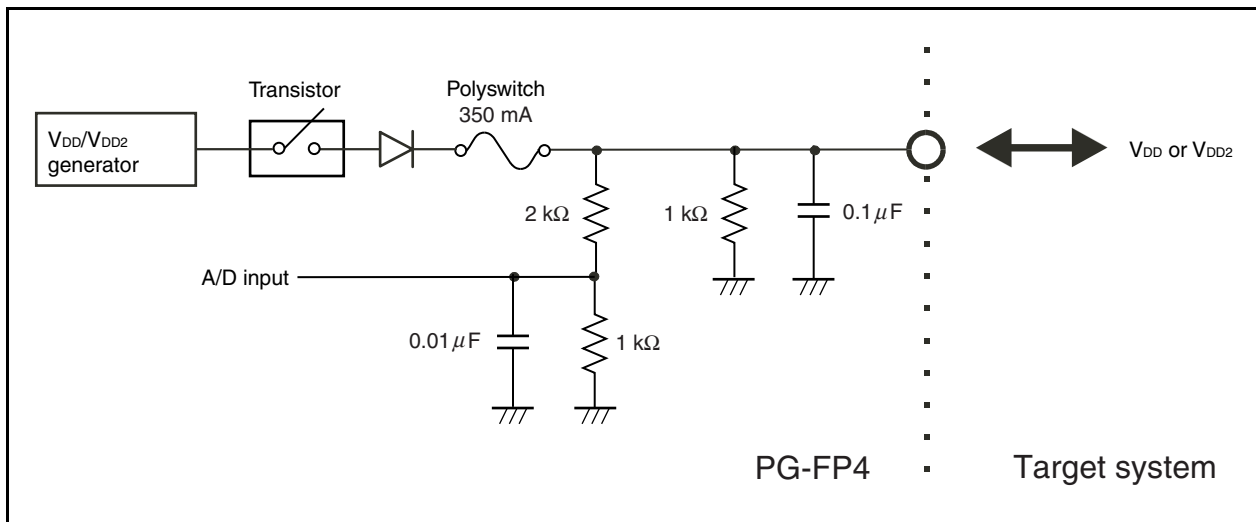 Transistor
Polyswitch
350 mA
VDD/VDD2
generator
VDD or VDD2
2 kΩ
1 kΩ
0.1 μF
A/D input
0.01 μF
1 kΩ
PG-FP4
Target system